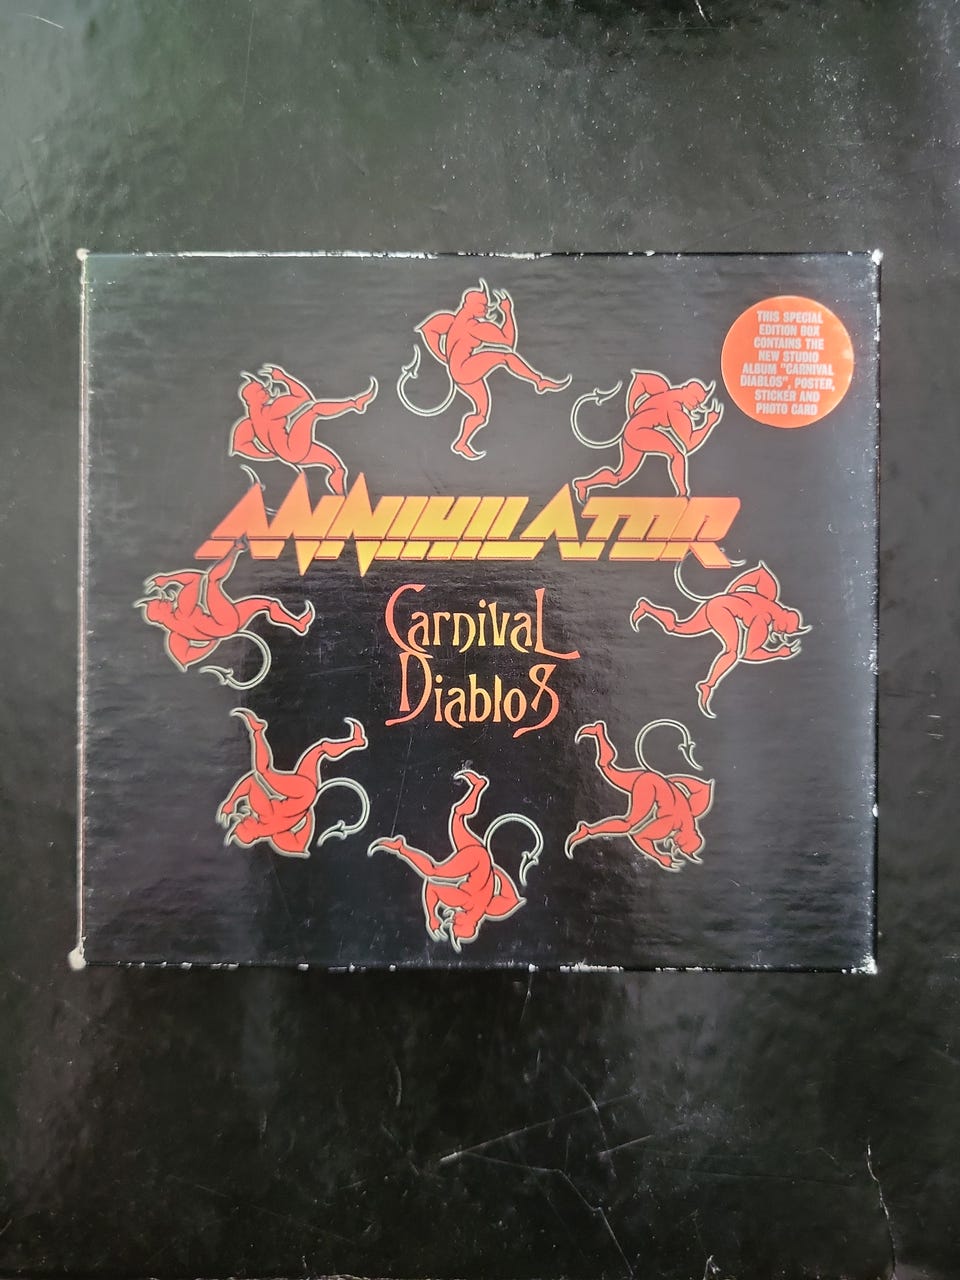 THIS SPECIAL
EDITION BOX
CONTAINS THE
NEW STUDIO
ALBUM "CARNIVAL
DIABLOS", POSTER,
STICKER AND
PHOTO CARD
ANNIHILATOR
Carnival
Diablos